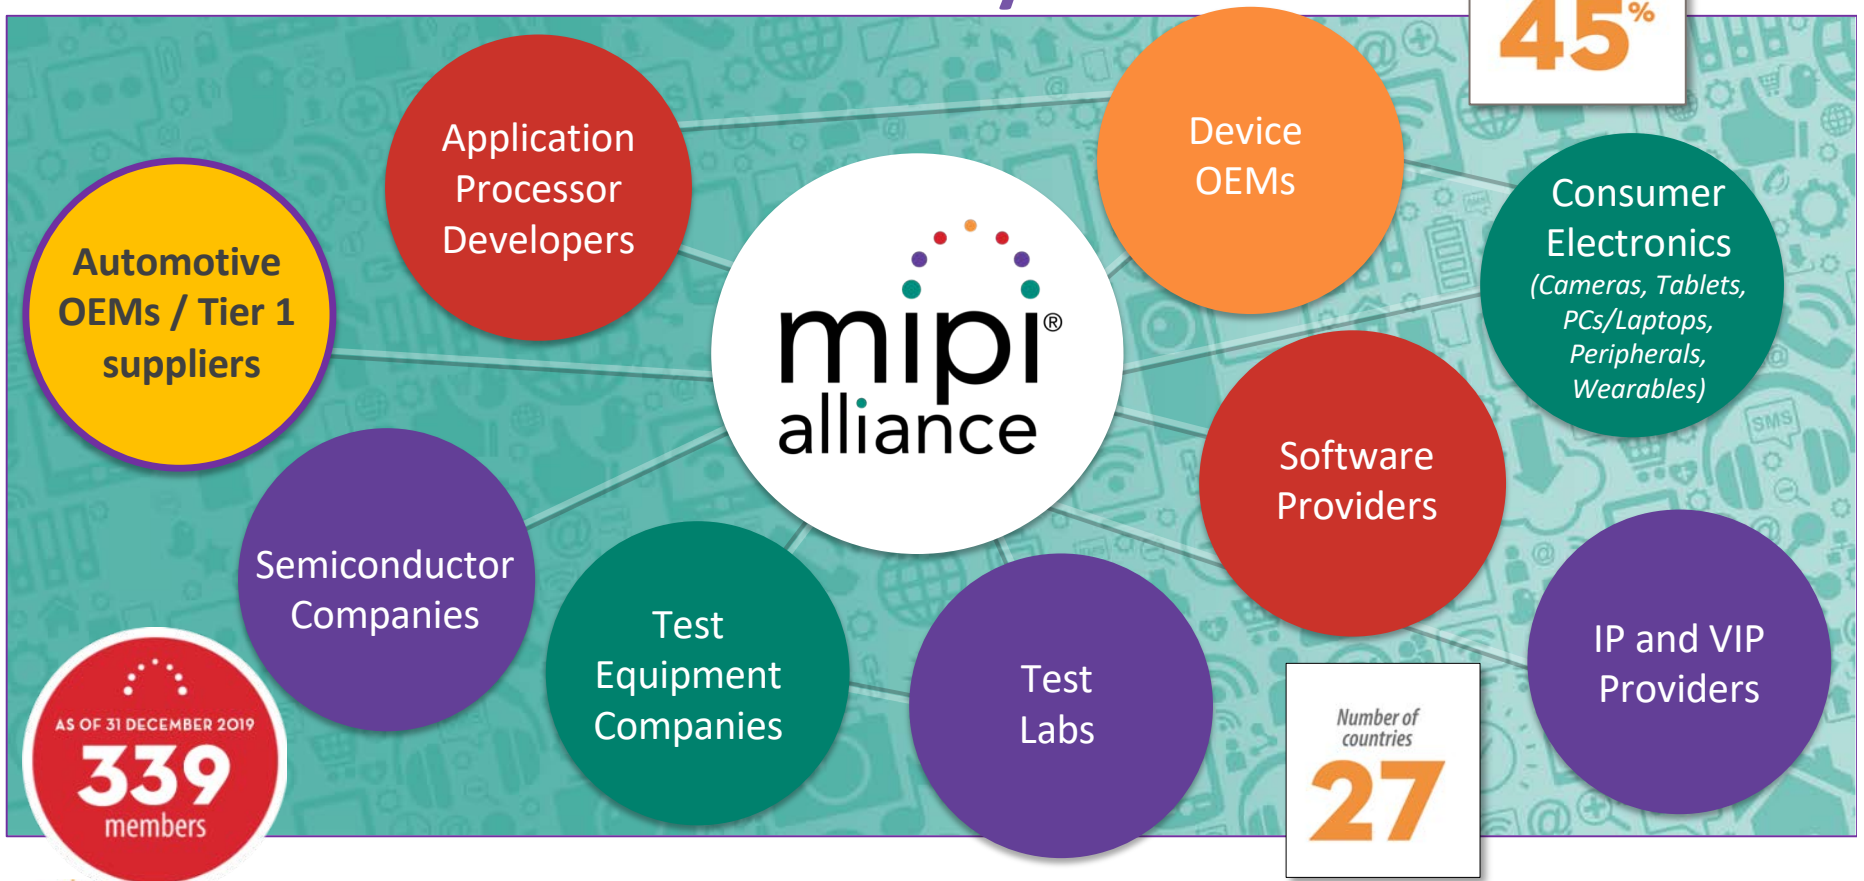 45%
Application
Processor
Developers
Device
OEMs
Consumer
Electronics
(Cameras, Tablets,
PCs/Laptops,
Peripherals,
Wearables)
Automotive
OEMs / Tier 1
suppliers
mipi®
alliance
Software
Providers
SMS
Semiconductor
Companies
Test
Equipment
Companies
Test
Labs
IP and VIP
Providers
AS OF 31 DECEMBER 2019
339
members
Number of
countries
27